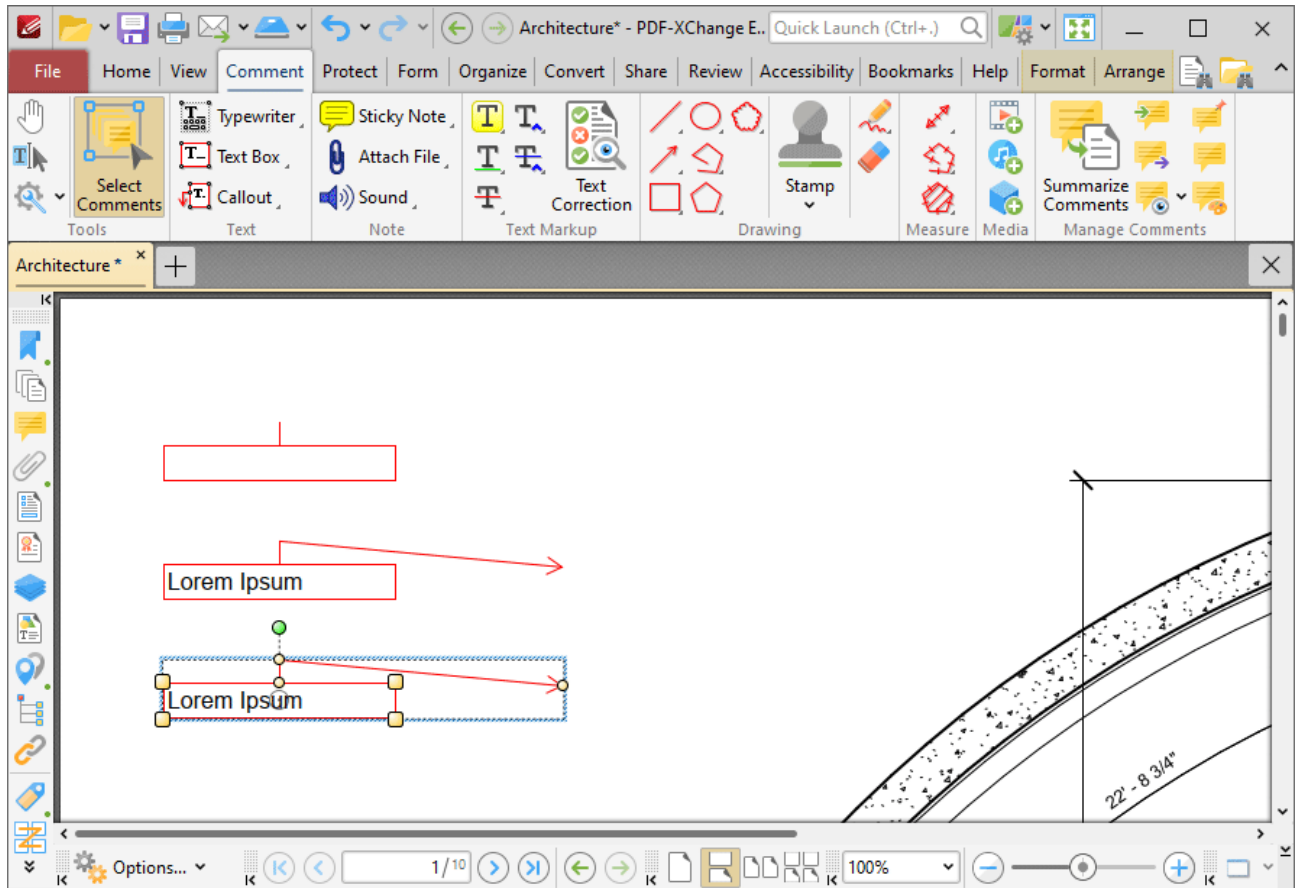 Architecture* - PDF-XChange E.. Quick Launch (Ctrl+.)
File Home View Comment Protect Form Organize Convert Share Review Accessibility Bookmarks Help Format Arrange
Select Comments
Tools
Typewriter
Text Box
Callout
Text
Sticky Note
Attach File
Sound
Note
Text Correction
Text Markup
Stamp
Drawing
Measure
Media
Summarize Comments
Manage Comments
Architecture *
Lorem Ipsum
Lorem Ipsum
22' - 8 3/4"
Options... 1/10 100%